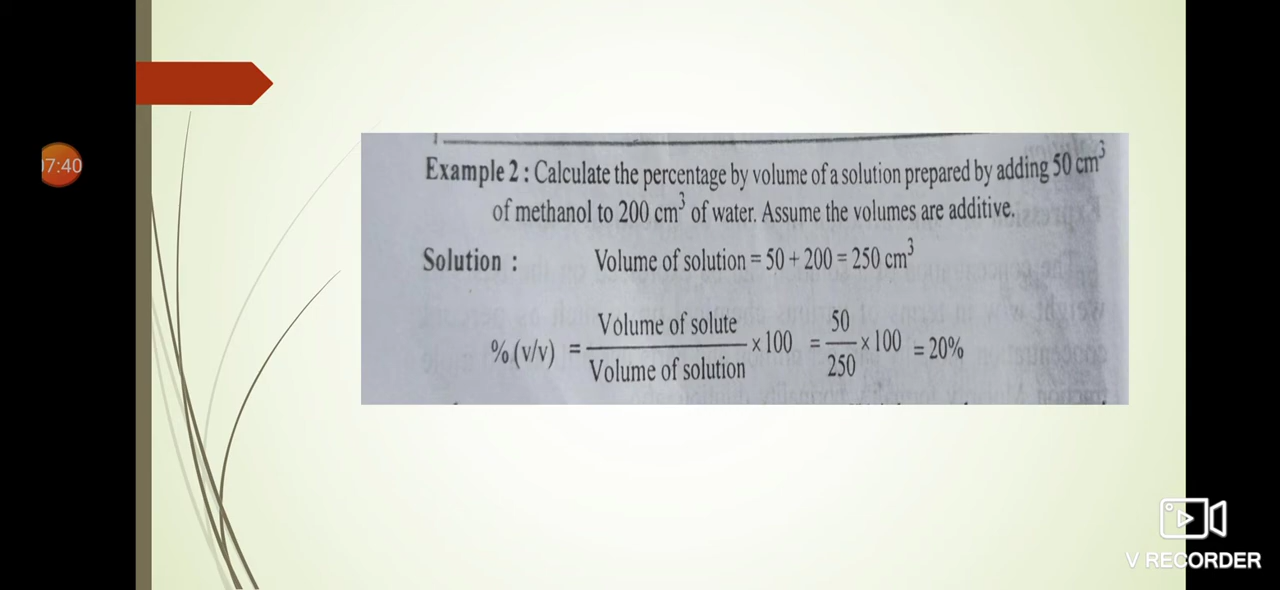 07:40
Example 2 : Calculate the percentage by volume of a solution prepared by adding 50 cm³
of methanol to 200 cm³ of water. Assume the volumes are additive.
Solution : Volume of solution = 50 + 200 = 250 cm³
% (v/v) = Volume of solute / Volume of solution × 100 = 50 / 250 × 100 = 20%
V RECORDER